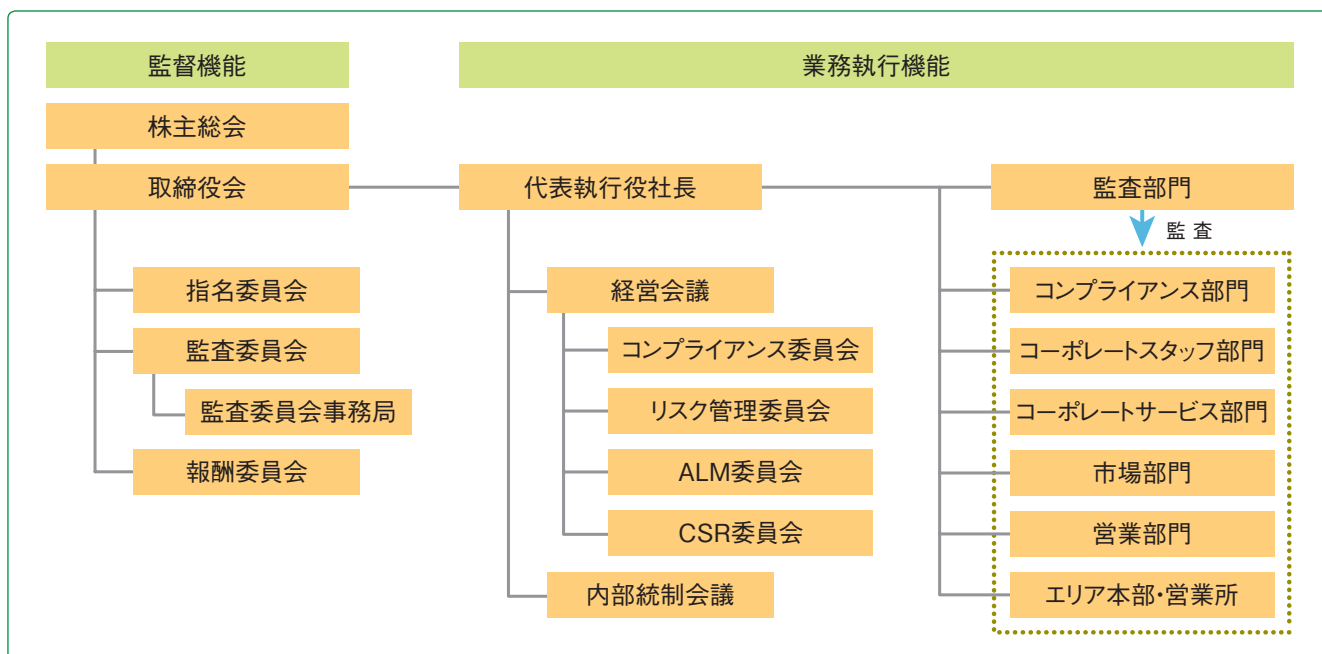 監督機能
業務執行機能
株主総会
取締役会
代表執行役社長
監査部門
監 査
指名委員会
経営会議
コンプライアンス部門
監査委員会
コンプライアンス委員会
コーポレートスタッフ部門
監査委員会事務局
リスク管理委員会
コーポレートサービス部門
報酬委員会
ALM委員会
市場部門
CSR委員会
営業部門
内部統制会議
エリア本部・営業所